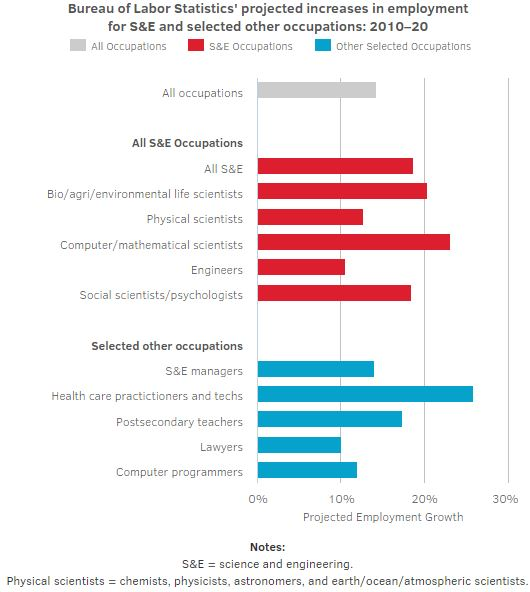 Bureau of Labor Statistics' projected increases in employment
for S&E and selected other occupations: 2010–20
All Occupations
S&E Occupations
Other Selected Occupations
All occupations
All S&E Occupations
All S&E
Bio/agri/environmental life scientists
Physical scientists
Computer/mathematical scientists
Engineers
Social scientists/psychologists
Selected other occupations
S&E managers
Health care practictioners and techs
Postsecondary teachers
Lawyers
Computer programmers
0%
10%
20%
30%
Projected Employment Growth
Notes:
S&E = science and engineering.
Physical scientists = chemists, physicists, astronomers, and earth/ocean/atmospheric scientists.